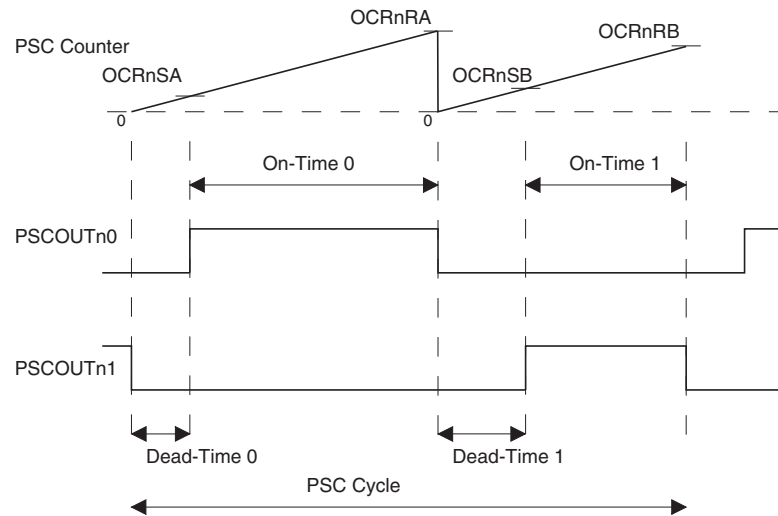 OCRnRA
PSC Counter
OCRnRB
OCRnSA
OCRnSB
0
0
On-Time 0
On-Time 1
PSCOUTn0
PSCOUTn1
Dead-Time 0
Dead-Time 1
PSC Cycle